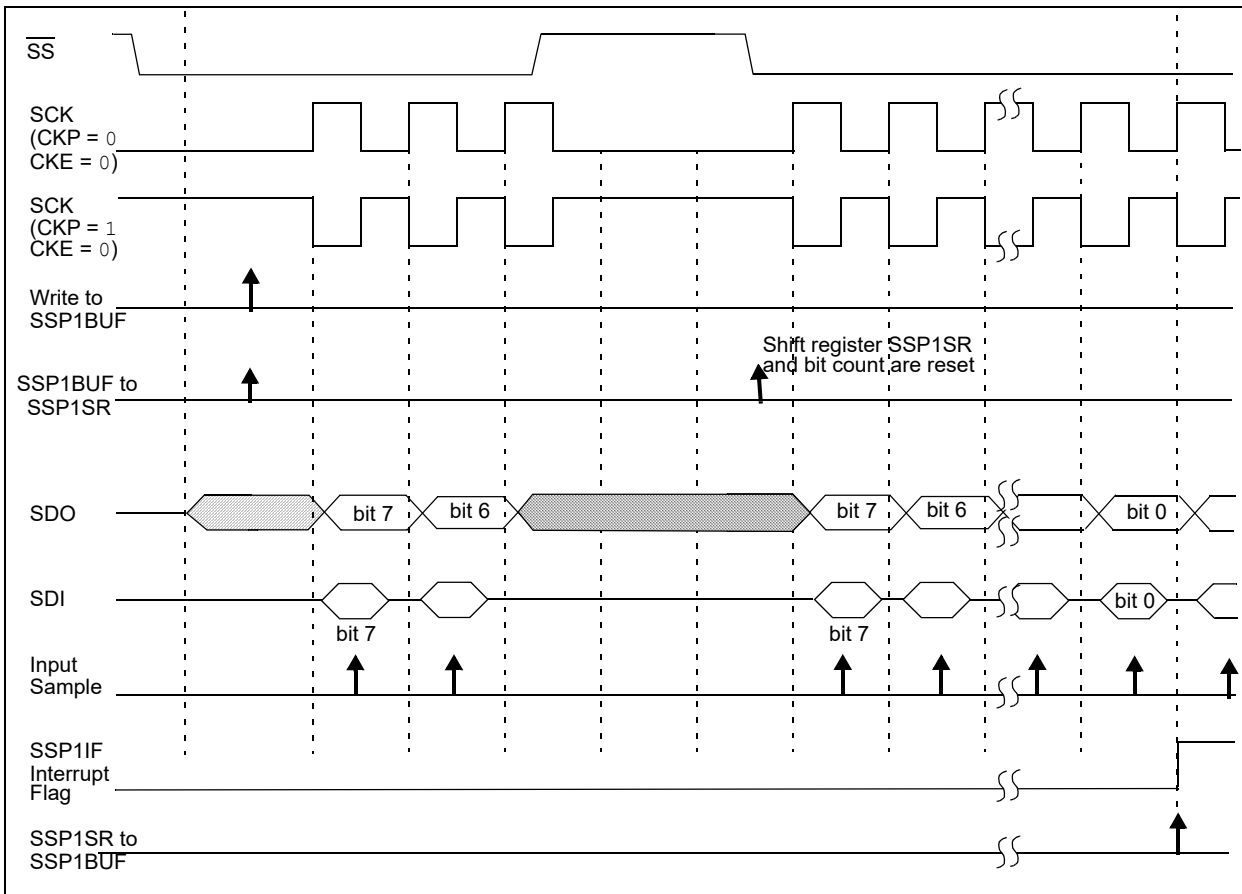 SS
SCK
(CKP = 0
CKE = 0)
SCK
(CKP = 1
CKE = 0)
Write to
SSP1BUF
Shift register SSP1SR
and bit count are reset
SSP1BUF to
SSP1SR
SDO
bit 7
bit 6
bit 7
bit 6
bit 0
SDI
bit 0
bit 7
bit 7
Input
Sample
SSP1IF
Interrupt
Flag
SSP1SR to
SSP1BUF